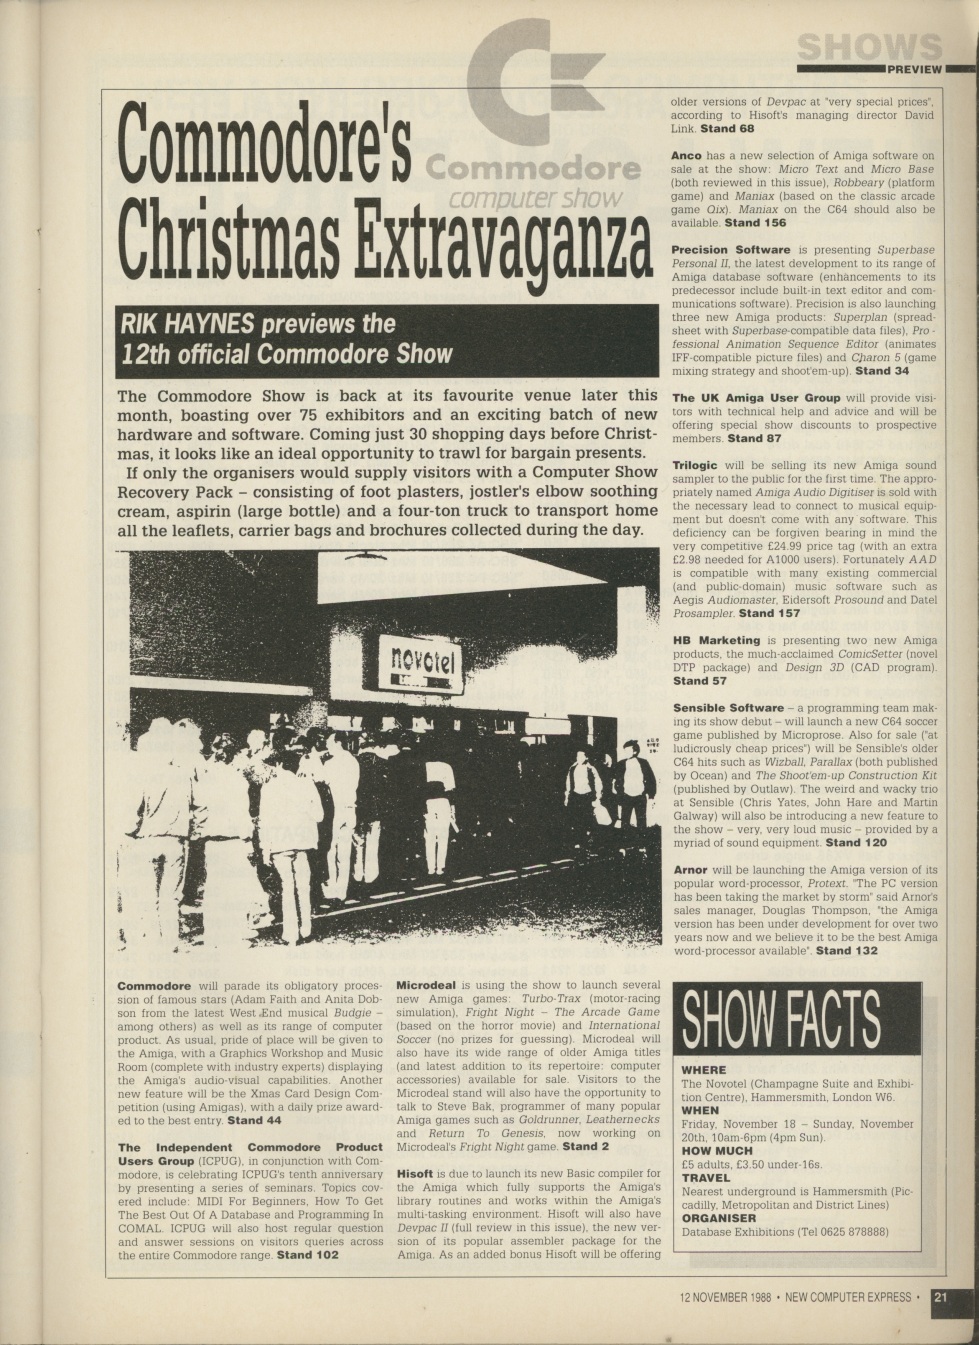 SHOWS
PREVIEW
Commodore
computer show
Commodore's
Christmas Extravaganza
RIK HAYNES previews the
12th official Commodore Show
The Commodore Show is back at its favourite venue later this
month, boasting over 75 exhibitors and an exciting batch of new
hardware and software. Coming just 30 shopping days before Christ-
mas, it looks like an ideal opportunity to trawl for bargain presents.
If only the organisers would supply visitors with a Computer Show
Recovery Pack – consisting of foot plasters, jostler's elbow soothing
cream, aspirin (large bottle) and a four-ton truck to transport home
all the leaflets, carrier bags and brochures collected during the day.
novotel
Commodore will parade its obligatory proces-
sion of famous stars (Adam Faith and Anita Dob-
son from the latest West End musical Budgie –
among others) as well as its range of computer
product. As usual, pride of place will be given to
the Amiga, with a Graphics Workshop and Music
Room (complete with industry experts) displaying
the Amiga's audio-visual capabilities. Another
new feature will be the Xmas Card Design Com-
petition (using Amigas), with a daily prize award-
ed to the best entry. Stand 44
The Independent Commodore Product
Users Group (ICPUG), in conjunction with Com-
modore, is celebrating ICPUG's tenth anniversary
by presenting a series of seminars. Topics cov-
ered include: MIDI For Beginners, How To Get
The Best Out Of A Database and Programming In
COMAL. ICPUG will also host regular question
and answer sessions on visitors queries across
the entire Commodore range. Stand 102
Microdeal is using the show to launch several
new Amiga games: Turbo-Trax (motor-racing
simulation), Fright Night – The Arcade Game
(based on the horror movie) and International
Soccer (no prizes for guessing). Microdeal will
also have its wide range of older Amiga titles
(and latest addition to its repertoire: computer
accessories) available for sale. Visitors to the
Microdeal stand will also have the opportunity to
talk to Steve Bak, programmer of many popular
Amiga games such as Goldrunner, Leathernecks
and Return To Genesis, now working on
Microdeal's Fright Night game. Stand 2
Hisoft is due to launch its new Basic compiler for
the Amiga which fully supports the Amiga's
library routines and works within the Amiga's
multi-tasking environment. Hisoft will also have
Devpac II (full review in this issue), the new ver-
sion of its popular assembler package for the
Amiga. As an added bonus Hisoft will be offering
older versions of Devpac at "very special prices",
according to Hisoft's managing director David
Link. Stand 68
Anco has a new selection of Amiga software on
sale at the show: Micro Text and Micro Base
(both reviewed in this issue), Robbeary (platform
game) and Maniax (based on the classic arcade
game Qix). Maniax on the C64 should also be
available. Stand 156
Precision Software is presenting Superbase
Personal II, the latest development to its range of
Amiga database software (enhancements to its
predecessor include built-in text editor and com-
munications software). Precision is also launching
three new Amiga products: Superplan (spread-
sheet with Superbase-compatible data files), Pro -
fessional Animation Sequence Editor (animates
IFF-compatible picture files) and Charon 5 (game
mixing strategy and shoot'em-up). Stand 34
The UK Amiga User Group will provide visi-
tors with technical help and advice and will be
offering special show discounts to prospective
members. Stand 87
Trilogic will be selling its new Amiga sound
sampler to the public for the first time. The appro-
priately named Amiga Audio Digitiser is sold with
the necessary lead to connect to musical equip-
ment but doesn't come with any software. This
deficiency can be forgiven bearing in mind the
very competitive £24.99 price tag (with an extra
£2.98 needed for A1000 users). Fortunately AAD
is compatible with many existing commercial
(and public-domain) music software such as
Aegis Audiomaster, Eidersoft Prosound and Datel
Prosampler. Stand 157
HB Marketing is presenting two new Amiga
products, the much-acclaimed ComicSetter (novel
DTP package) and Design 3D (CAD program).
Stand 57
Sensible Software – a programming team mak-
ing its show debut – will launch a new C64 soccer
game published by Microprose. Also for sale ("at
ludicrously cheap prices") will be Sensible's older
C64 hits such as Wizball, Parallax (both published
by Ocean) and The Shoot'em-up Construction Kit
(published by Outlaw). The weird and wacky trio
at Sensible (Chris Yates, John Hare and Martin
Galway) will also be introducing a new feature to
the show – very, very loud music – provided by a
myriad of sound equipment. Stand 120
Arnor will be launching the Amiga version of its
popular word-processor, Protext. "The PC version
has been taking the market by storm" said Arnor's
sales manager, Douglas Thompson, "the Amiga
version has been under development for over two
years now and we believe it to be the best Amiga
word-processor available". Stand 132
SHOW FACTS
WHERE
The Novotel (Champagne Suite and Exhibi-
tion Centre), Hammersmith, London W6.
WHEN
Friday, November 18 – Sunday, November
20th, 10am-6pm (4pm Sun).
HOW MUCH
£5 adults, £3.50 under-16s.
TRAVEL
Nearest underground is Hammersmith (Pic-
cadilly, Metropolitan and District Lines)
ORGANISER
Database Exhibitions (Tel 0625 878888)
12 NOVEMBER 1988 • NEW COMPUTER EXPRESS • 21